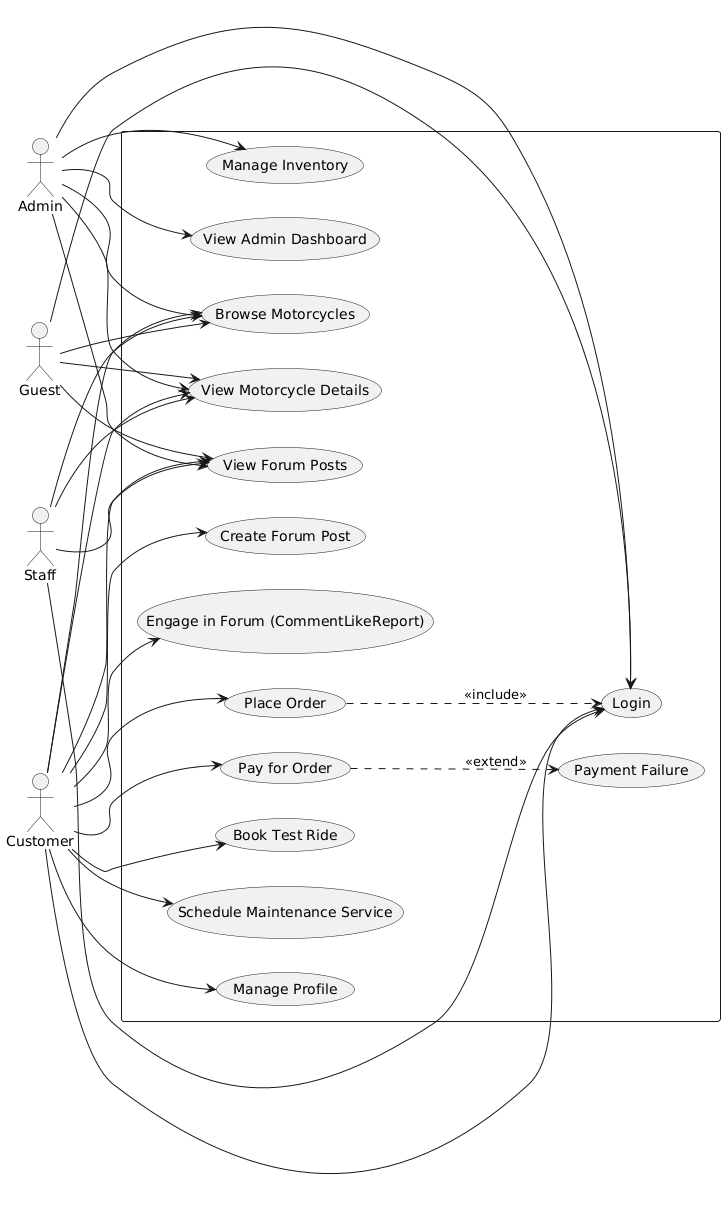 Manage Inventory
Admin
View Admin Dashboard
Browse Motorcycles
Guest
View Motorcycle Details
View Forum Posts
Create Forum Post
Staff
Engage in Forum (CommentLikeReport)
«include»
Place Order
Login
«extend»
Pay for Order
Payment Failure
Customer
Book Test Ride
Schedule Maintenance Service
Manage Profile